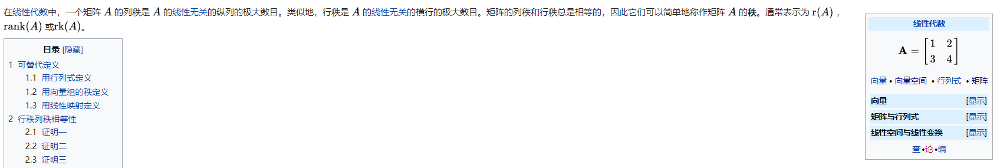 在线性代数中，一个矩阵 A 的列秩是 A 的线性无关的纵列的极大数目。类似地，行秩是 A 的线性无关的横行的极大数目。矩阵的列秩和行秩总是相等的，因此它们可以简单地称作矩阵 A 的秩。通常表示为 r(A)，
rank(A) 或rk(A)。
目录 [隐藏]
1 可替代定义
1.1 用行列式定义
1.2 用向量组的秩定义
1.3 用线性映射定义
2 行秩列秩相等性
2.1 证明一
2.2 证明二
2.3 证明三
线性代数
A = [1 2
3 4]
向量 • 向量空间 • 行列式 • 矩阵
向量 [显示]
矩阵与行列式 [显示]
线性空间与线性变换 [显示]
查•论•编